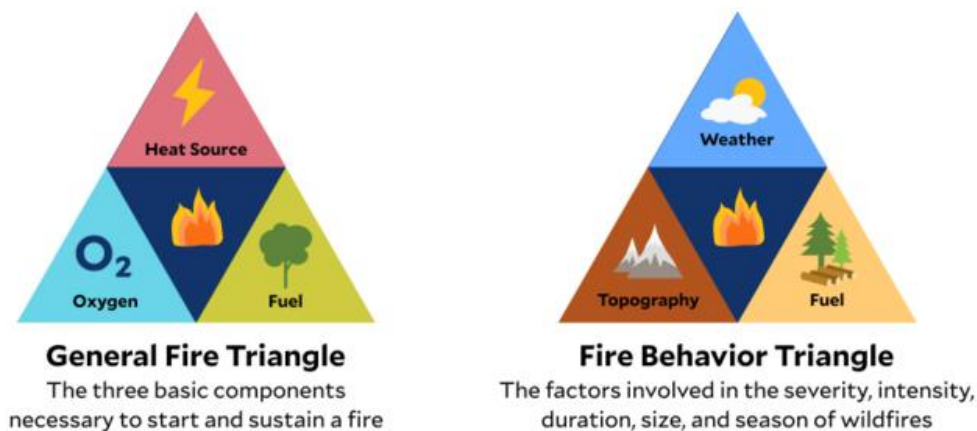 Heat Source
O₂
Oxygen
Fuel
General Fire Triangle
The three basic components
necessary to start and sustain a fire
Weather
Topography
Fuel
Fire Behavior Triangle
The factors involved in the severity, intensity,
duration, size, and season of wildfires